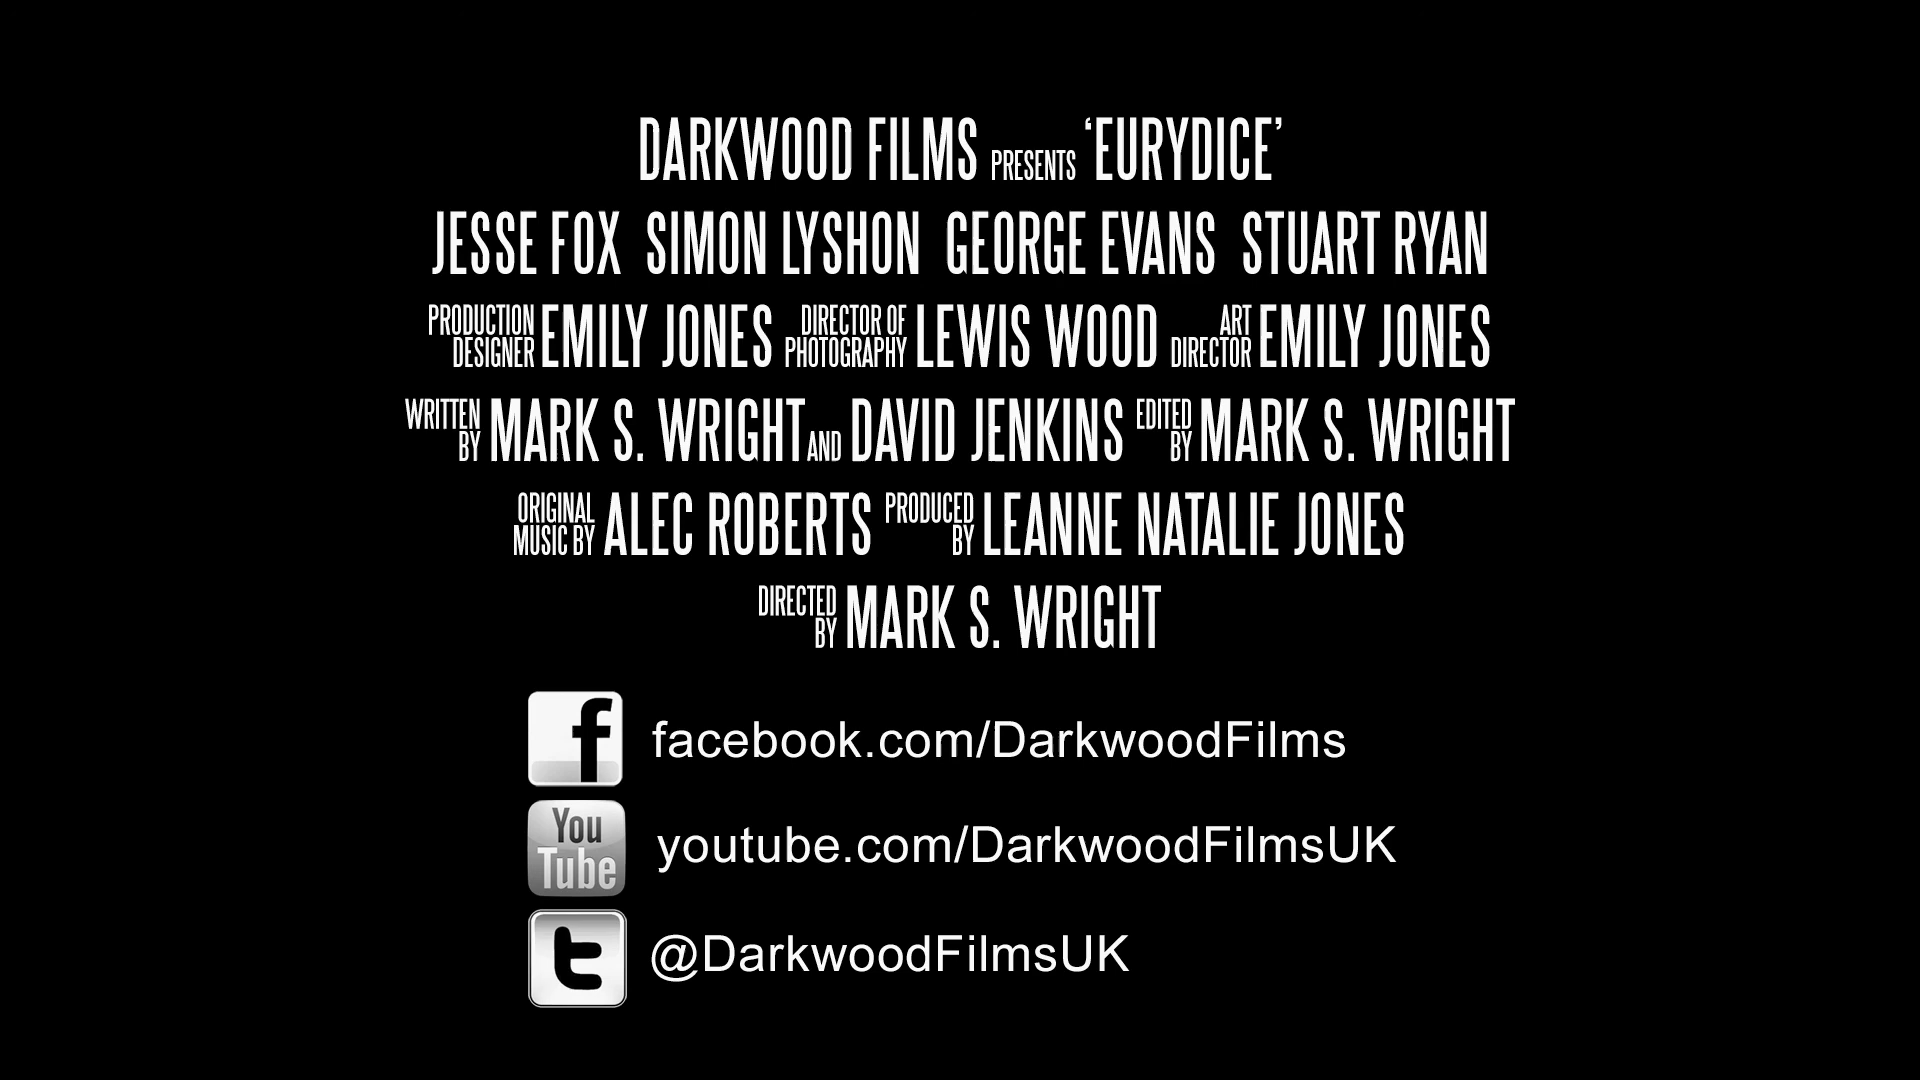 DARKWOOD FILMS PRESENTS ‘EURYDICE’
JESSE FOX SIMON LYSHON GEORGE EVANS STUART RYAN
PRODUCTION DESIGNER EMILY JONES DIRECTOR OF PHOTOGRAPHY LEWIS WOOD ART DIRECTOR EMILY JONES
WRITTEN BY MARK S. WRIGHT AND DAVID JENKINS EDITED BY MARK S. WRIGHT
ORIGINAL MUSIC BY ALEC ROBERTS PRODUCED BY LEANNE NATALIE JONES
DIRECTED BY MARK S. WRIGHT
f facebook.com/DarkwoodFilms
You Tube youtube.com/DarkwoodFilmsUK
t @DarkwoodFilmsUK